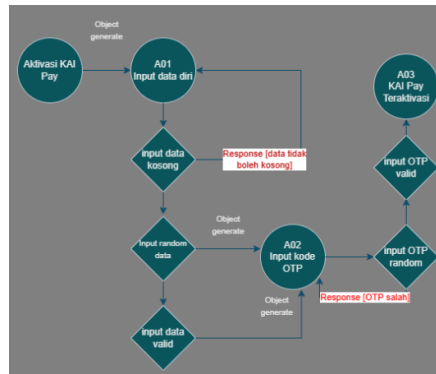 Object
generate
Aktivasi KAI
Pay
A01
Input data diri
A03
KAI Pay
Teraktivasi
input data
kosong
Response [data tidak
boleh kosong]
input OTP
valid
Object
generate
Input random
data
A02
Input kode
OTP
input OTP
random
Object
generate
Response [OTP salah]
input data
valid